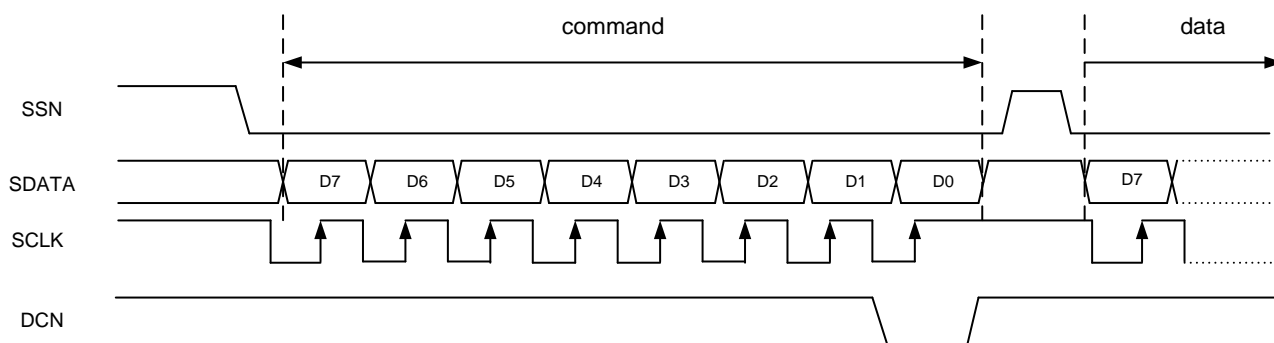 command
data
SSN
SDATA
D7 D6 D5 D4 D3 D2 D1 D0 D7
SCLK
DCN